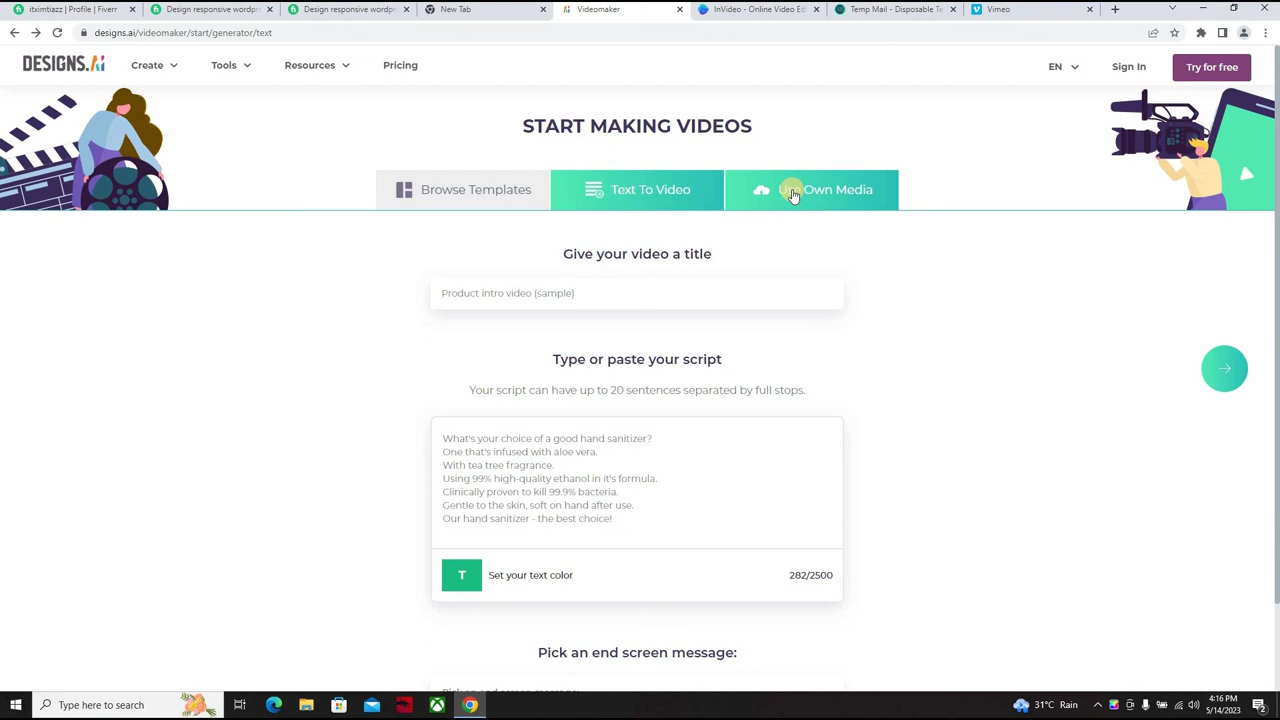 itximtiazz | Profile | Fiverr
Design responsive wordpr
Design responsive wordpr
New Tab
Videomaker
InVideo - Online Video Ed
Temp Mail - Disposable Te
Vimeo
designs.ai/videomaker/start/generator/text
DESIGNS.AI
Create
Tools
Resources
Pricing
EN
Sign In
Try for free
START MAKING VIDEOS
Browse Templates
Text To Video
Own Media
Give your video a title
Product intro video (sample)
Type or paste your script
Your script can have up to 20 sentences separated by full stops.
What's your choice of a good hand sanitizer?
One that's infused with aloe vera.
With tea tree fragrance.
Using 99% high-quality ethanol in it's formula.
Clinically proven to kill 99.9% bacteria.
Gentle to the skin, soft on hand after use.
Our hand sanitizer - the best choice!
T
Set your text color
282/2500
Pick an end screen message:
Type here to search
31°C Rain
4:16 PM
5/14/2023